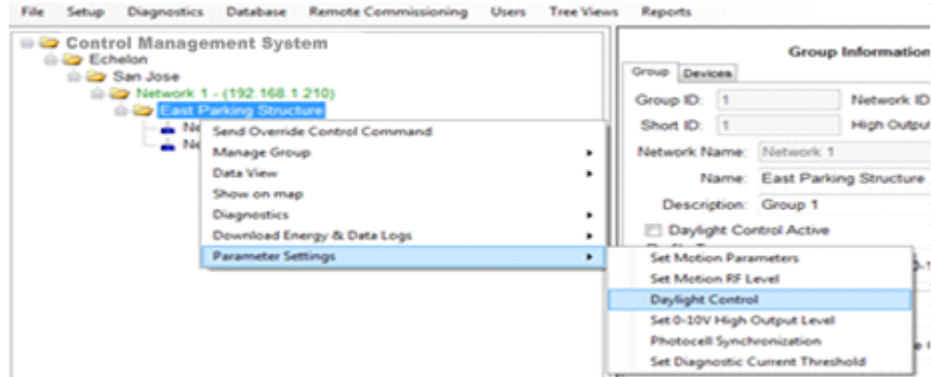 File Setup Diagnostics Database Remote Commissioning Users Tree Views Reports
Control Management System
Echelon
San Jose
Network 1 - (192.168.1.210)
East Parking Structure
Ne
Ne
Send Override Control Command
Manage Group
Data View
Show on map
Diagnostics
Download Energy & Data Logs
Parameter Settings
Group Information
Group Devices
Group ID: 1 Network ID
Short ID: 1 High Outpu
Network Name: Network 1
Name: East Parking Structure
Description: Group 1
Daylight Control Active
Set Motion Parameters
Set Motion RF Level
Daylight Control
Set 0-10V High Output Level
Photocell Synchronization
Set Diagnostic Current Threshold